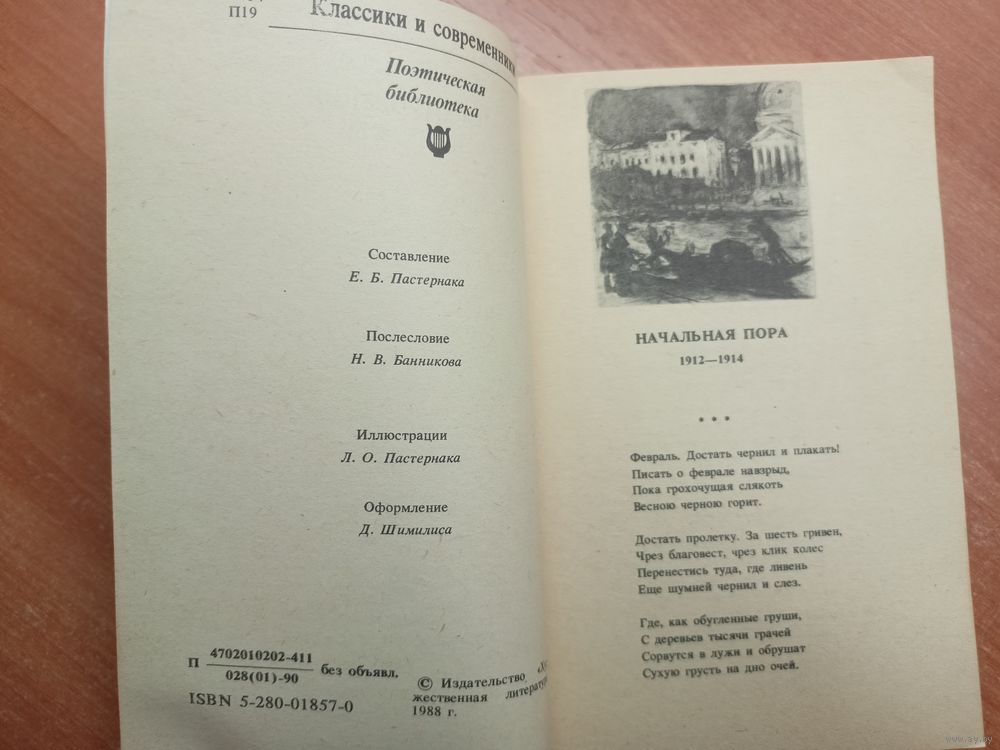 П19
Классики и современники
Поэтическая
библиотека
Составление
Е. Б. Пастернака
Послесловие
Н. В. Банникова
Иллюстрации
Л. О. Пастернака
Оформление
Д. Шимилиса
П 4702010202-411 без объявл.
028(01)-90
ISBN 5-280-01857-0
© Издательство
жественная
1988 г.
НАЧАЛЬНАЯ ПОРА
1912—1914
* * *
Февраль. Достать чернил и плакать!
Писать о феврале навзрыд,
Пока грохочущая слякоть
Весною черною горит.
Достать пролетку. За шесть гривен,
Чрез благовест, чрез клик колес
Перенестись туда, где ливень
Еще шумней чернил и слез.
Где, как обугленные груши,
С деревьев тысячи грачей
Сорвутся в лужи и обрушат
Сухую грусть на дно очей.
www.ay.by